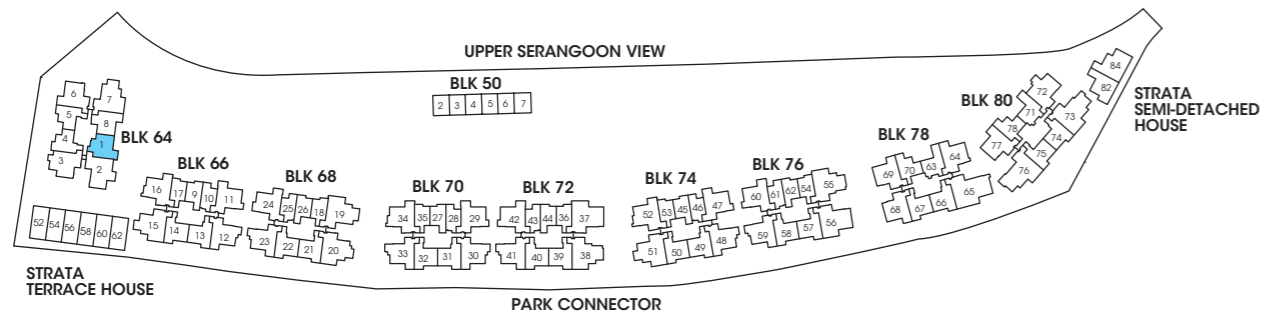 UPPER SERANGOON VIEW
BLK 50
2 3 4 5 6 7
BLK 64
6 7
5 8
4 1
3 2
BLK 66
16 17 9 10 11
15 14 13 12
BLK 68
24 25 26 18 19
23 22 21 20
BLK 70
34 35 27 28 29
33 32 31 30
BLK 72
42 43 44 36 37
41 40 39 38
BLK 74
52 53 45 46 47
51 50 49 48
BLK 76
60 61 62 54 55
59 58 57 56
BLK 78
69 70 63 64
68 67 66 65
BLK 80
72
71 73
78 74
77 75
76
84
82
STRATA
SEMI-DETACHED
HOUSE
52 54 56 58 60 62
STRATA
TERRACE HOUSE
PARK CONNECTOR